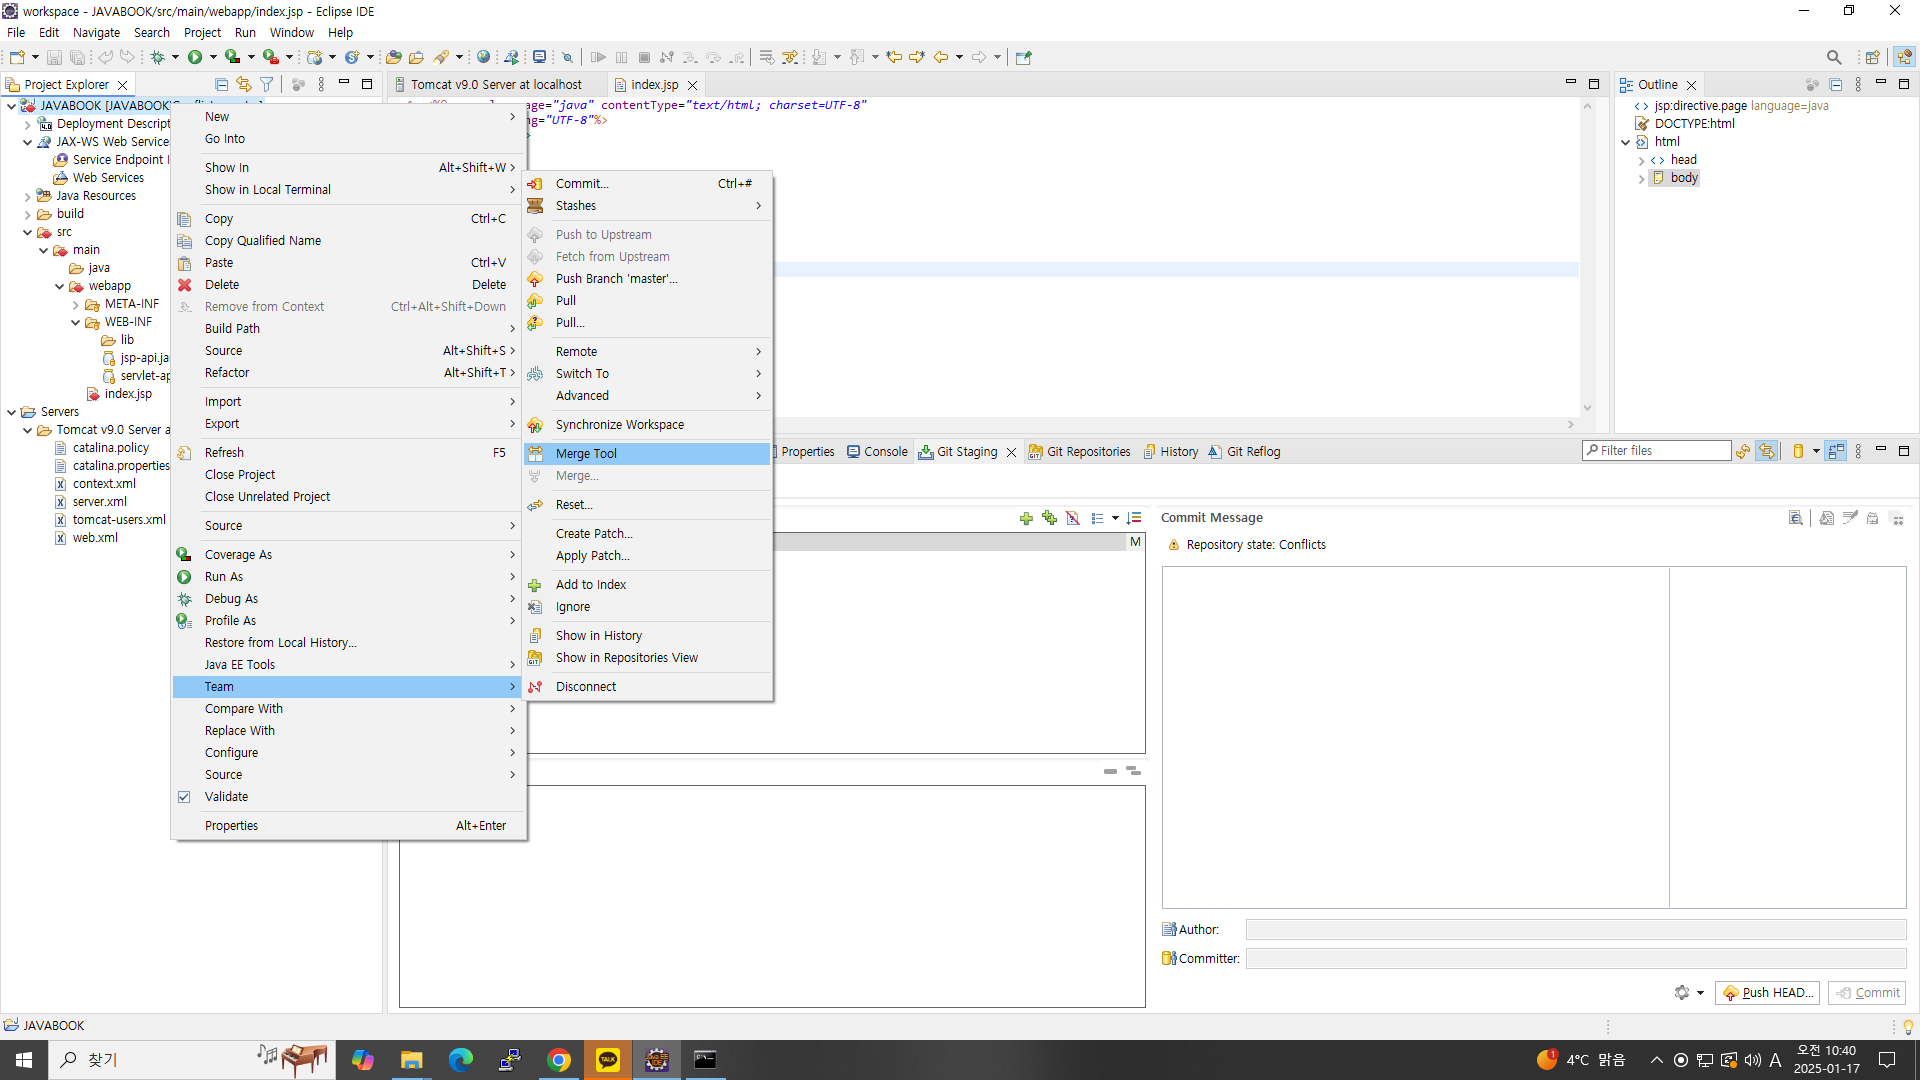 workspace - JAVABOOK/src/main/webapp/index.jsp - Eclipse IDE
File Edit Navigate Search Project Run Window Help
Project Explorer
Tomcat v9.0 Server at localhost
index.jsp
Outline
JAVABOOK [JAVABOOK
Deployment Descript
JAX-WS Web Service
Service Endpoint I
Web Services
Java Resources
build
src
main
java
webapp
META-INF
WEB-INF
lib
jsp-api.ja
servlet-ap
index.jsp
Servers
Tomcat v9.0 Server a
catalina.policy
catalina.properties
context.xml
server.xml
tomcat-users.xml
web.xml
age="java" contentType="text/html; charset=UTF-8"
ng="UTF-8"%>
>
New
Go Into
Show In Alt+Shift+W
Show in Local Terminal
Copy Ctrl+C
Copy Qualified Name
Paste Ctrl+V
Delete Delete
Remove from Context Ctrl+Alt+Shift+Down
Build Path
Source Alt+Shift+S
Refactor Alt+Shift+T
Import
Export
Refresh F5
Close Project
Close Unrelated Project
Source
Coverage As
Run As
Debug As
Profile As
Restore from Local History...
Java EE Tools
Team
Compare With
Replace With
Configure
Source
Validate
Properties Alt+Enter
Commit... Ctrl+#
Stashes
Push to Upstream
Fetch from Upstream
Push Branch 'master'...
Pull
Pull...
Remote
Switch To
Advanced
Synchronize Workspace
Merge Tool
Merge...
Reset...
Create Patch...
Apply Patch...
Add to Index
Ignore
Show in History
Show in Repositories View
Disconnect
jsp:directive.page language=java
DOCTYPE:html
html
head
body
Properties
Console
Git Staging
Git Repositories
History
Git Reflog
Filter files
M
Commit Message
Repository state: Conflicts
Author:
Committer:
Push HEAD...
Commit
JAVABOOK
찾기
TALK
Java EE
IDE
1
4°C 맑음
A
오전 10:40
2025-01-17